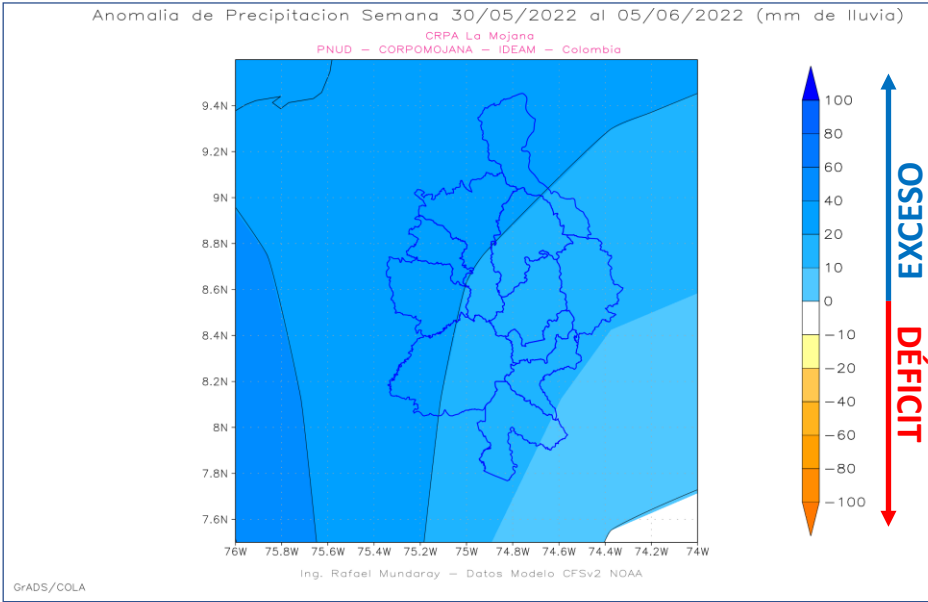 Anomalia de Precipitacion Semana 30/05/2022 al 05/06/2022 (mm de lluvia)
CRPA La Mojana
PNUD – CORPOMOJANA – IDEAM – Colombia
9.4N
9.2N
9N
8.8N
8.6N
8.4N
8.2N
8N
7.8N
7.6N
76W 75.8W 75.6W 75.4W 75.2W 75W 74.8W 74.6W 74.4W 74.2W 74W
100
80
60
40
20
10
0
−10
−20
−40
−60
−80
−100
EXCESO
DÉFICIT
Ing. Rafael Mundaray – Datos Modelo CFSv2 NOAA
GrADS/COLA